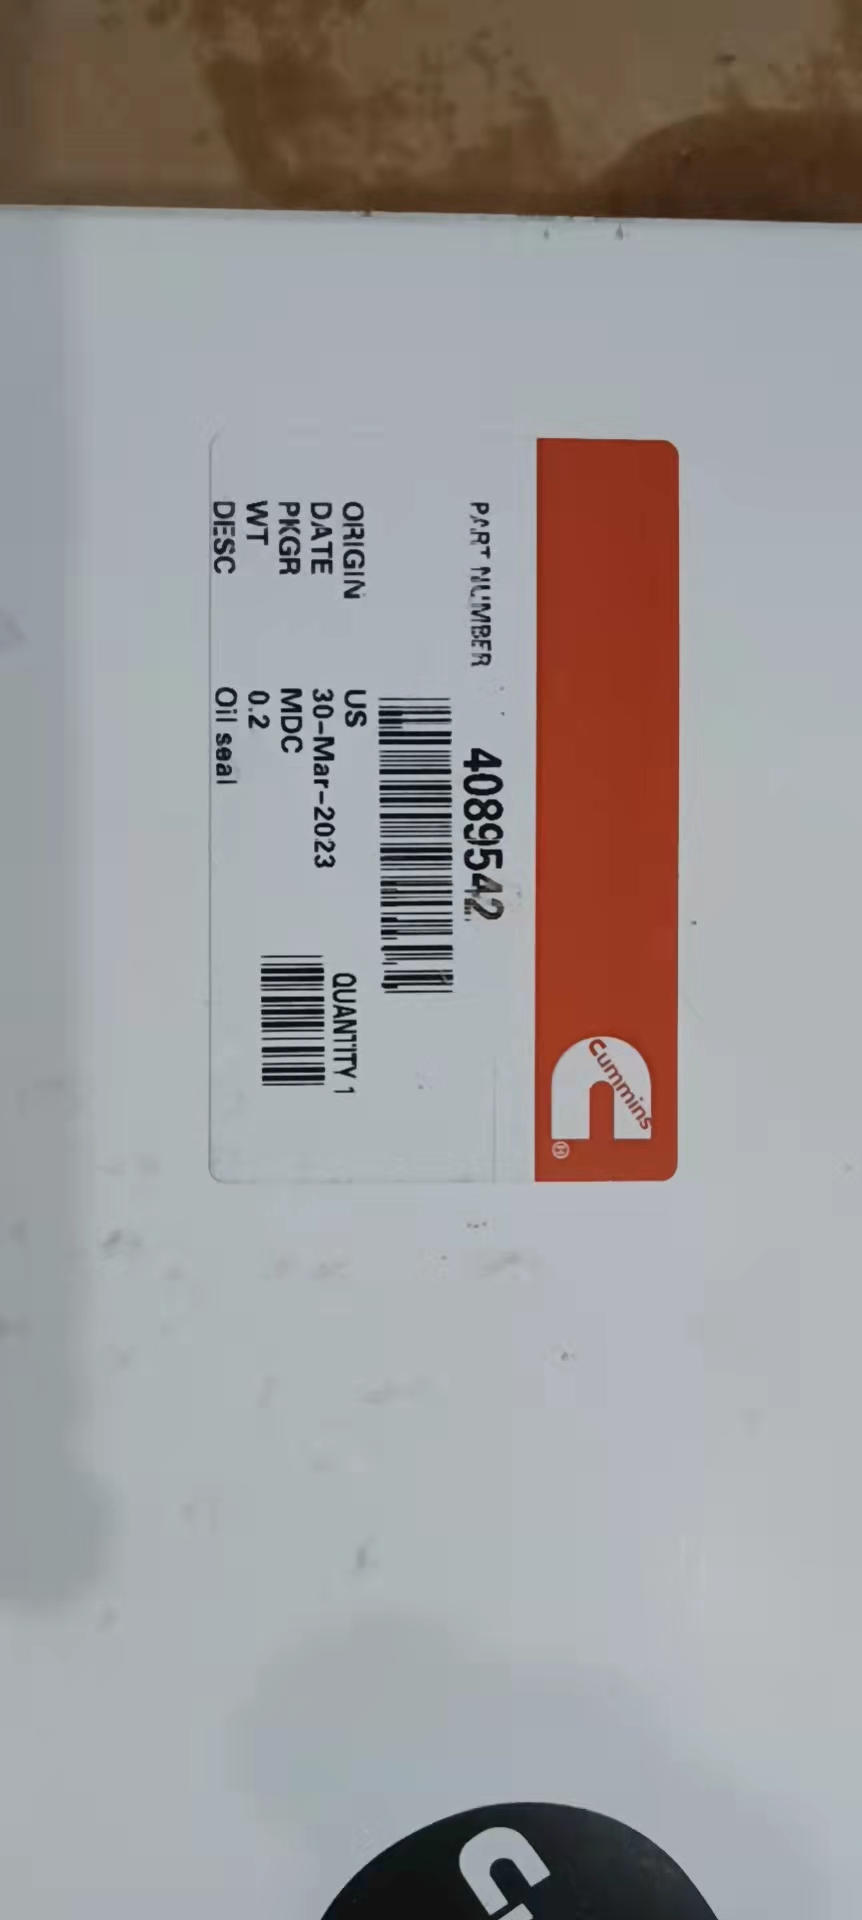 Cummins
®
PART NUMBER 4089542
ORIGIN US
QUANTITY 1
DATE 30-Mar-2023
PKGR MDC
WT 0.2
DESC Oil seal